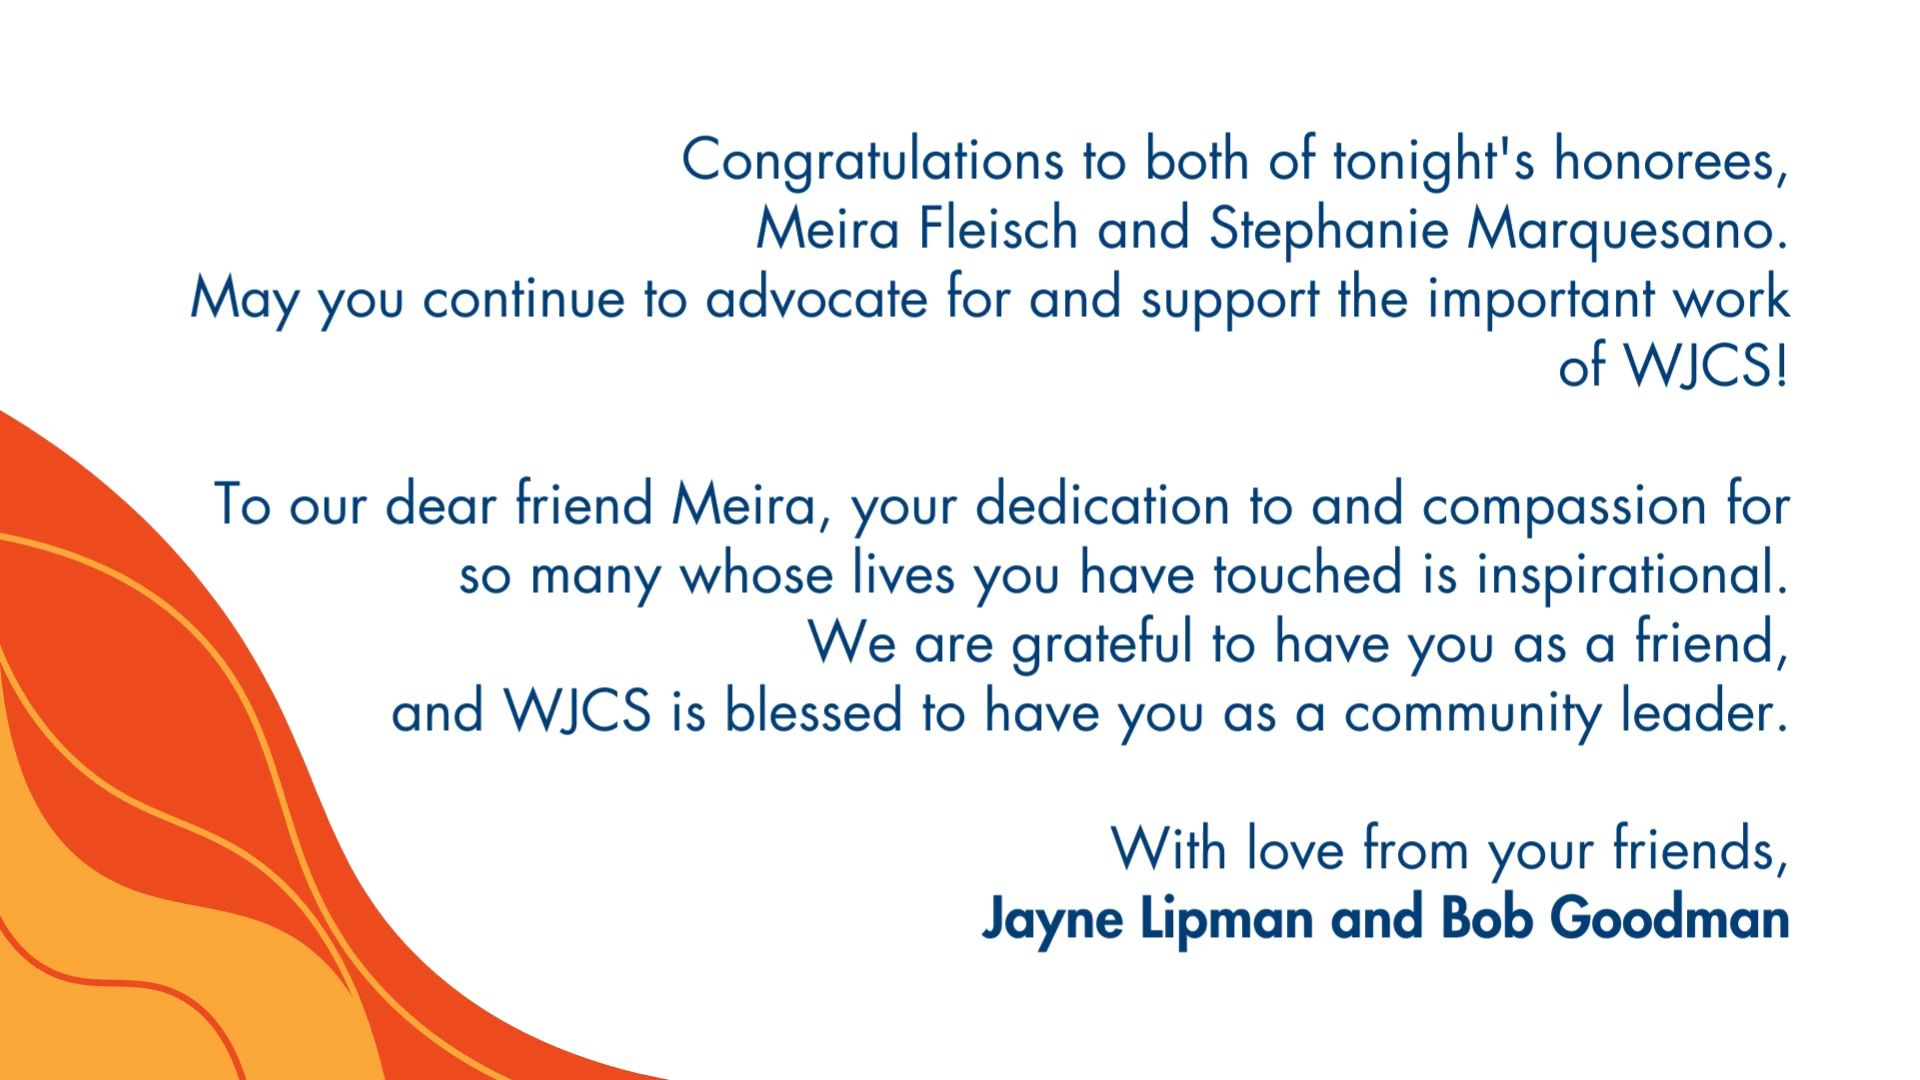 Congratulations to both of tonight's honorees,
Meira Fleisch and Stephanie Marquesano.
May you continue to advocate for and support the important work
of WJCS!
To our dear friend Meira, your dedication to and compassion for
so many whose lives you have touched is inspirational.
We are grateful to have you as a friend,
and WJCS is blessed to have you as a community leader.
With love from your friends,
Jayne Lipman and Bob Goodman